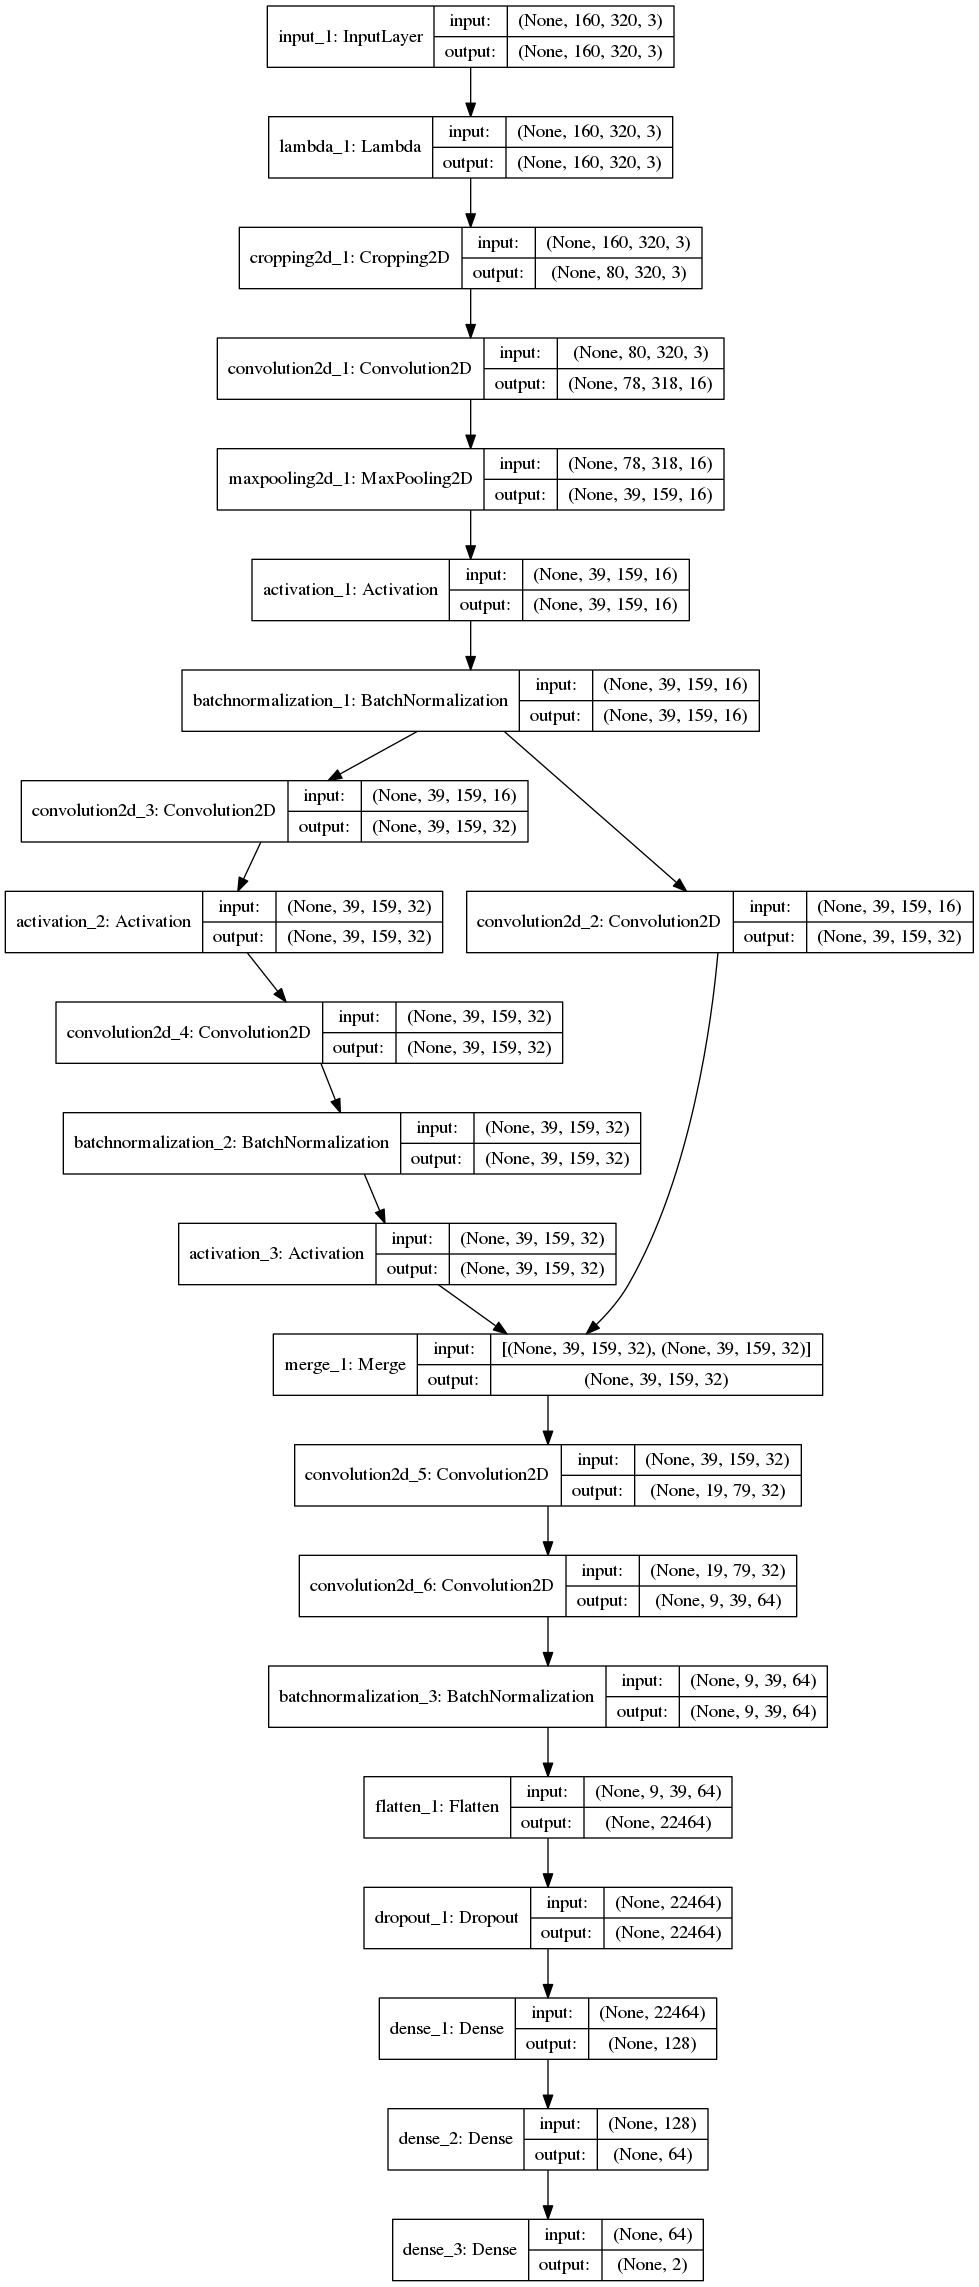 input_1: InputLayer
input: (None, 160, 320, 3)
output: (None, 160, 320, 3)
lambda_1: Lambda
input: (None, 160, 320, 3)
output: (None, 160, 320, 3)
cropping2d_1: Cropping2D
input: (None, 160, 320, 3)
output: (None, 80, 320, 3)
convolution2d_1: Convolution2D
input: (None, 80, 320, 3)
output: (None, 78, 318, 16)
maxpooling2d_1: MaxPooling2D
input: (None, 78, 318, 16)
output: (None, 39, 159, 16)
activation_1: Activation
input: (None, 39, 159, 16)
output: (None, 39, 159, 16)
batchnormalization_1: BatchNormalization
input: (None, 39, 159, 16)
output: (None, 39, 159, 16)
convolution2d_3: Convolution2D
input: (None, 39, 159, 16)
output: (None, 39, 159, 32)
activation_2: Activation
input: (None, 39, 159, 32)
output: (None, 39, 159, 32)
convolution2d_2: Convolution2D
input: (None, 39, 159, 16)
output: (None, 39, 159, 32)
convolution2d_4: Convolution2D
input: (None, 39, 159, 32)
output: (None, 39, 159, 32)
batchnormalization_2: BatchNormalization
input: (None, 39, 159, 32)
output: (None, 39, 159, 32)
activation_3: Activation
input: (None, 39, 159, 32)
output: (None, 39, 159, 32)
merge_1: Merge
input: [(None, 39, 159, 32), (None, 39, 159, 32)]
output: (None, 39, 159, 32)
convolution2d_5: Convolution2D
input: (None, 39, 159, 32)
output: (None, 19, 79, 32)
convolution2d_6: Convolution2D
input: (None, 19, 79, 32)
output: (None, 9, 39, 64)
batchnormalization_3: BatchNormalization
input: (None, 9, 39, 64)
output: (None, 9, 39, 64)
flatten_1: Flatten
input: (None, 9, 39, 64)
output: (None, 22464)
dropout_1: Dropout
input: (None, 22464)
output: (None, 22464)
dense_1: Dense
input: (None, 22464)
output: (None, 128)
dense_2: Dense
input: (None, 128)
output: (None, 64)
dense_3: Dense
input: (None, 64)
output: (None, 2)